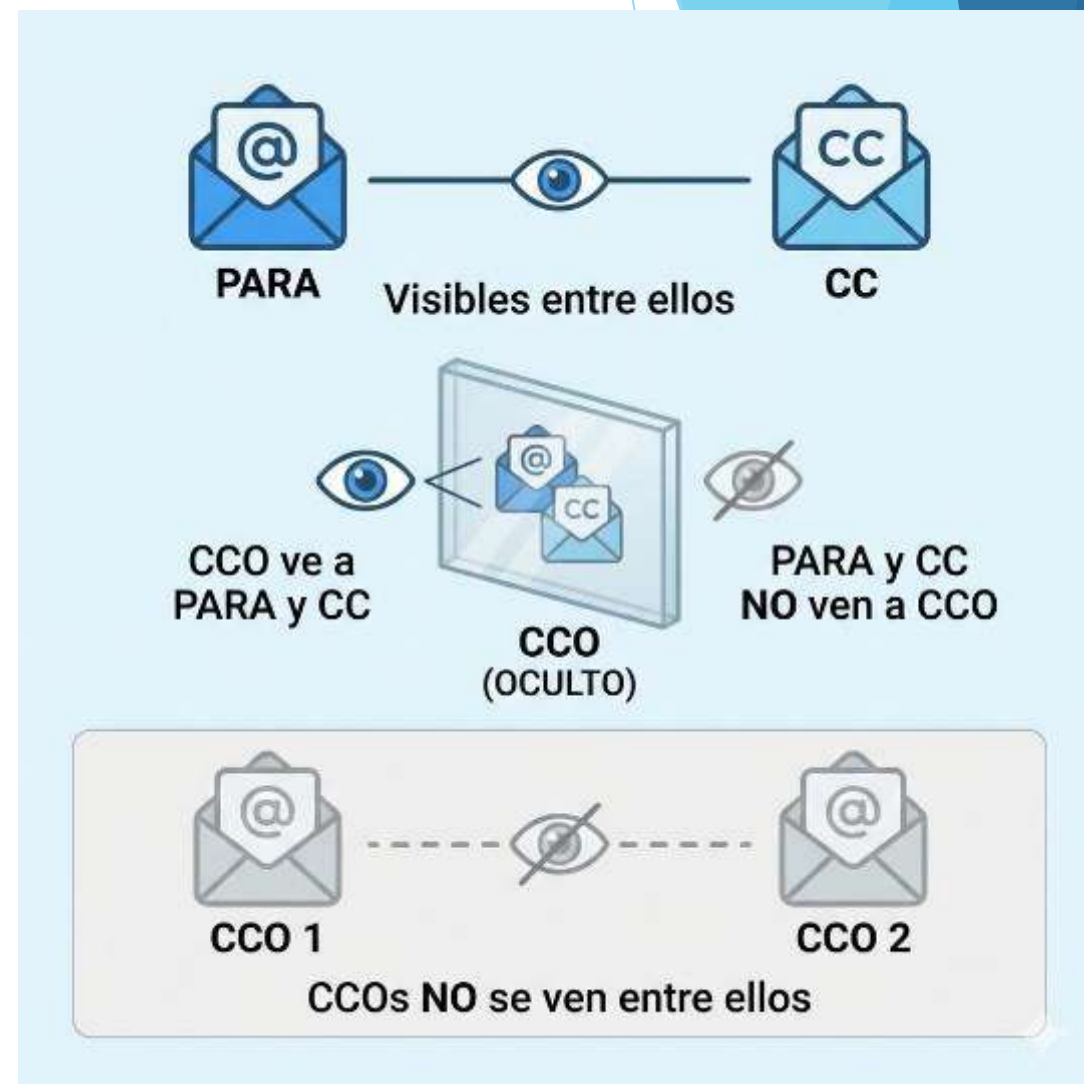 @
CC
PARA
CC
Visibles entre ellos
@
CC
CCO ve a
PARA y CC
PARA y CC
NO ven a CCO
CCO
(OCULTO)
@
@
CCO 1
CCO 2
CCOs NO se ven entre ellos